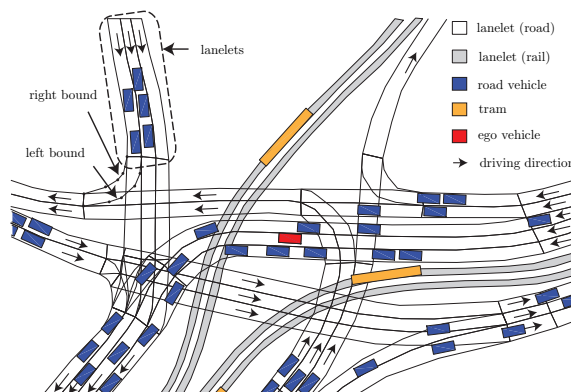 lanelets
right bound
left bound
lanelet (road)
lanelet (rail)
road vehicle
tram
ego vehicle
driving direction